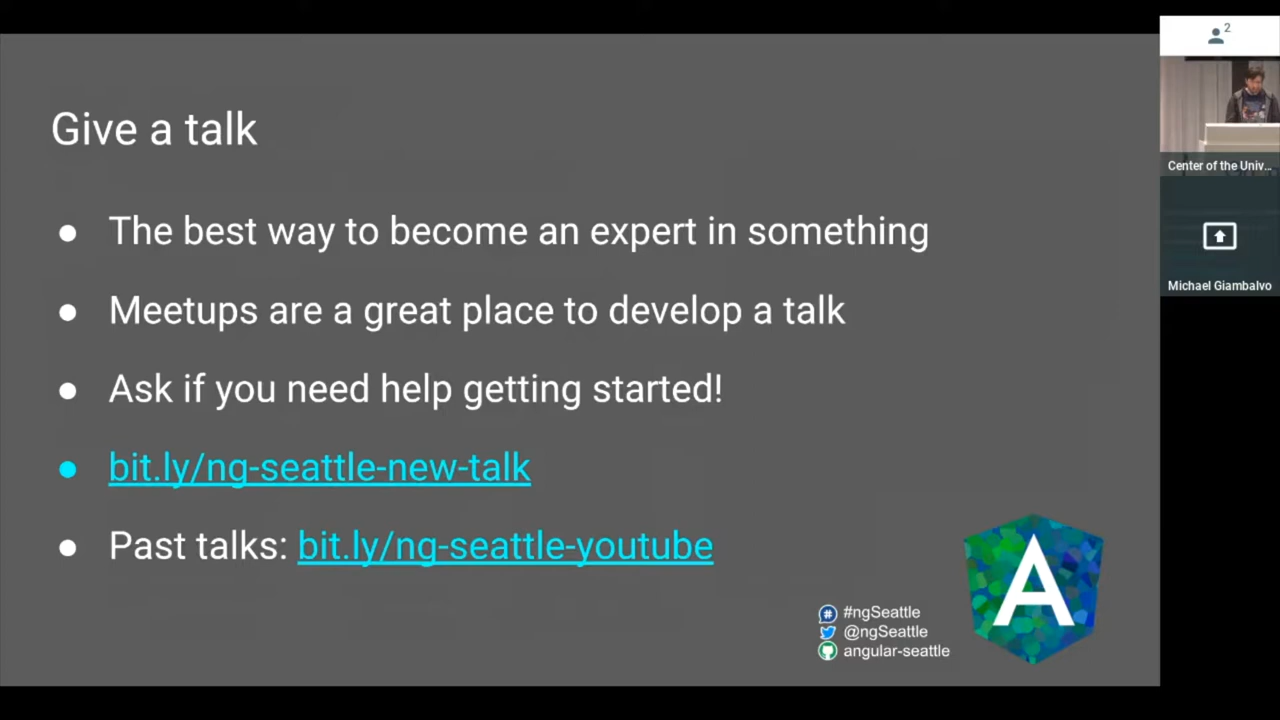 Give a talk
● The best way to become an expert in something
● Meetups are a great place to develop a talk
● Ask if you need help getting started!
● bit.ly/ng-seattle-new-talk
● Past talks: bit.ly/ng-seattle-youtube
#ngSeattle
@ngSeattle
angular-seattle
A
2
Center of the Univ...
Michael Giambalvo